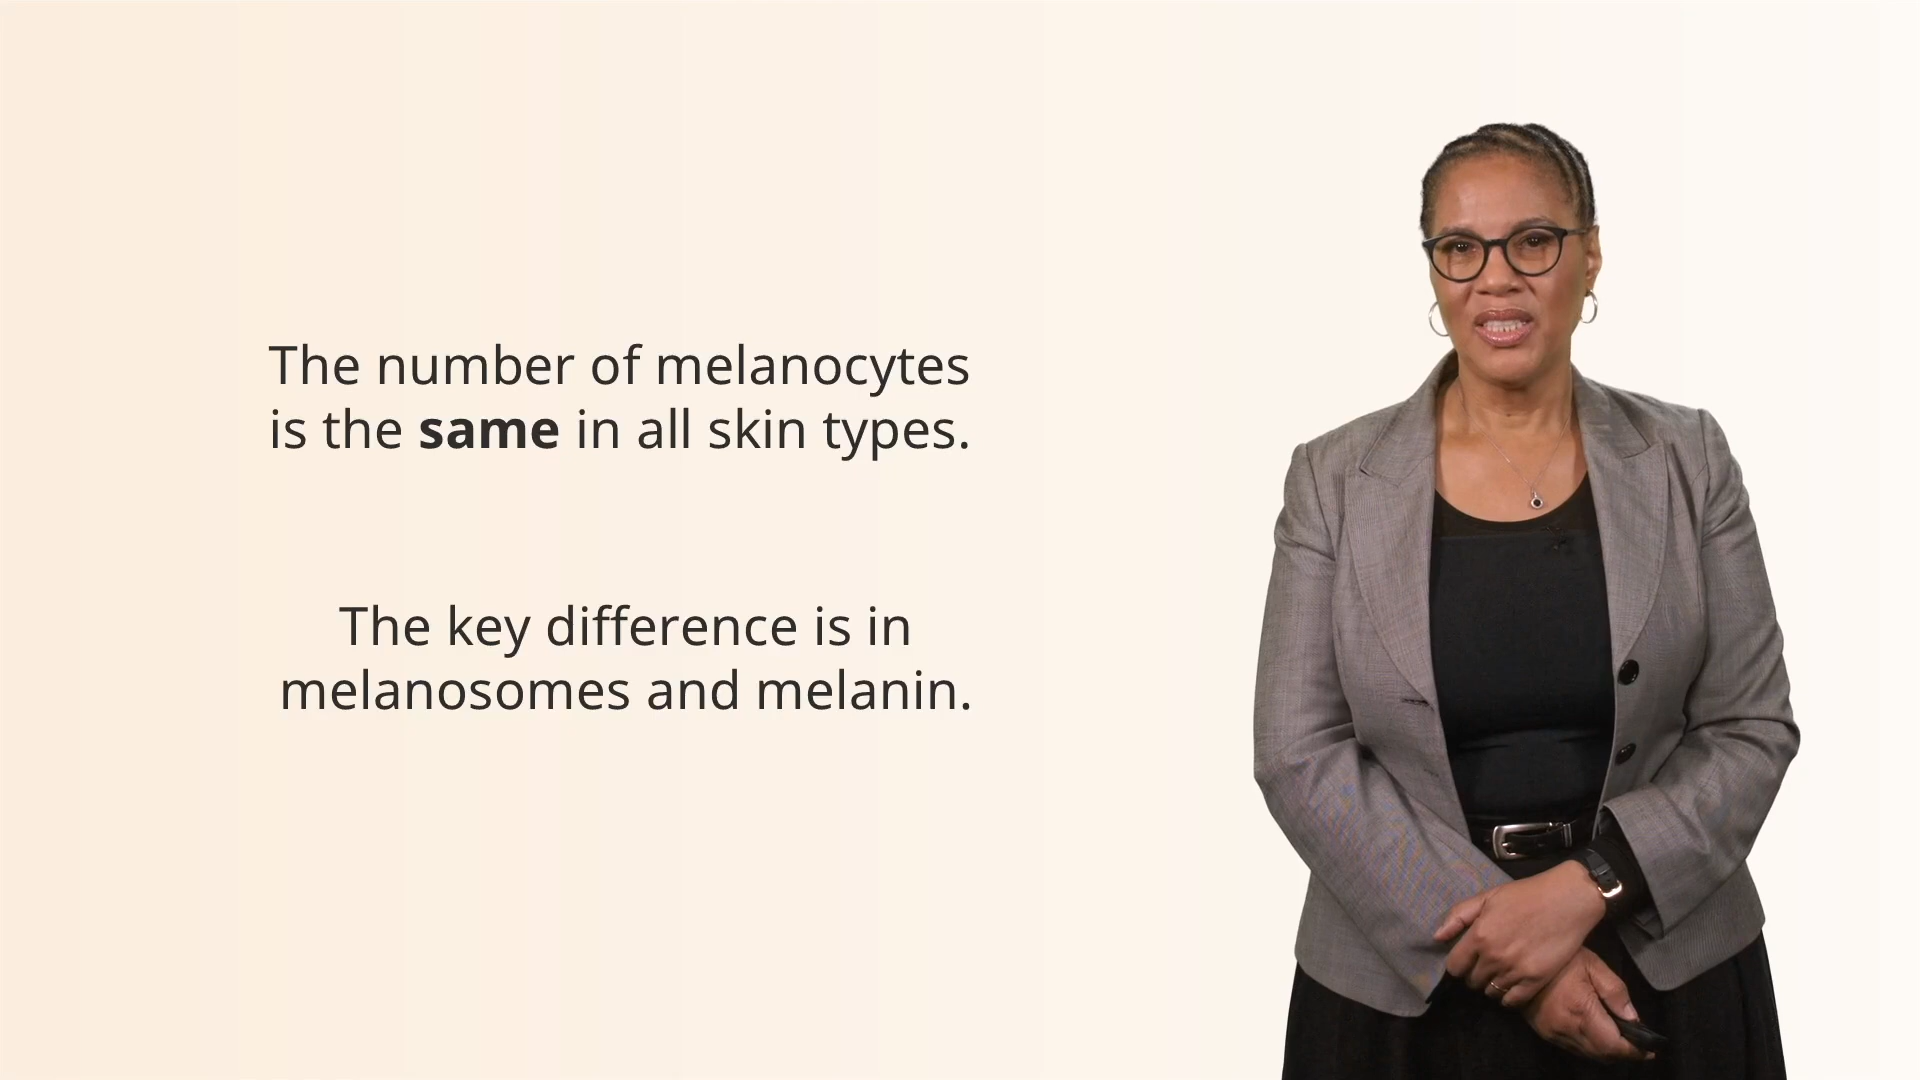 The number of melanocytes
is the same in all skin types.
The key difference is in
melanosomes and melanin.